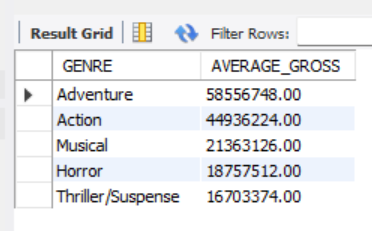 Result Grid Filter Rows:
GENRE AVERAGE_GROSS
Adventure 58556748.00
Action 44936224.00
Musical 21363126.00
Horror 18757512.00
Thriller/Suspense 16703374.00